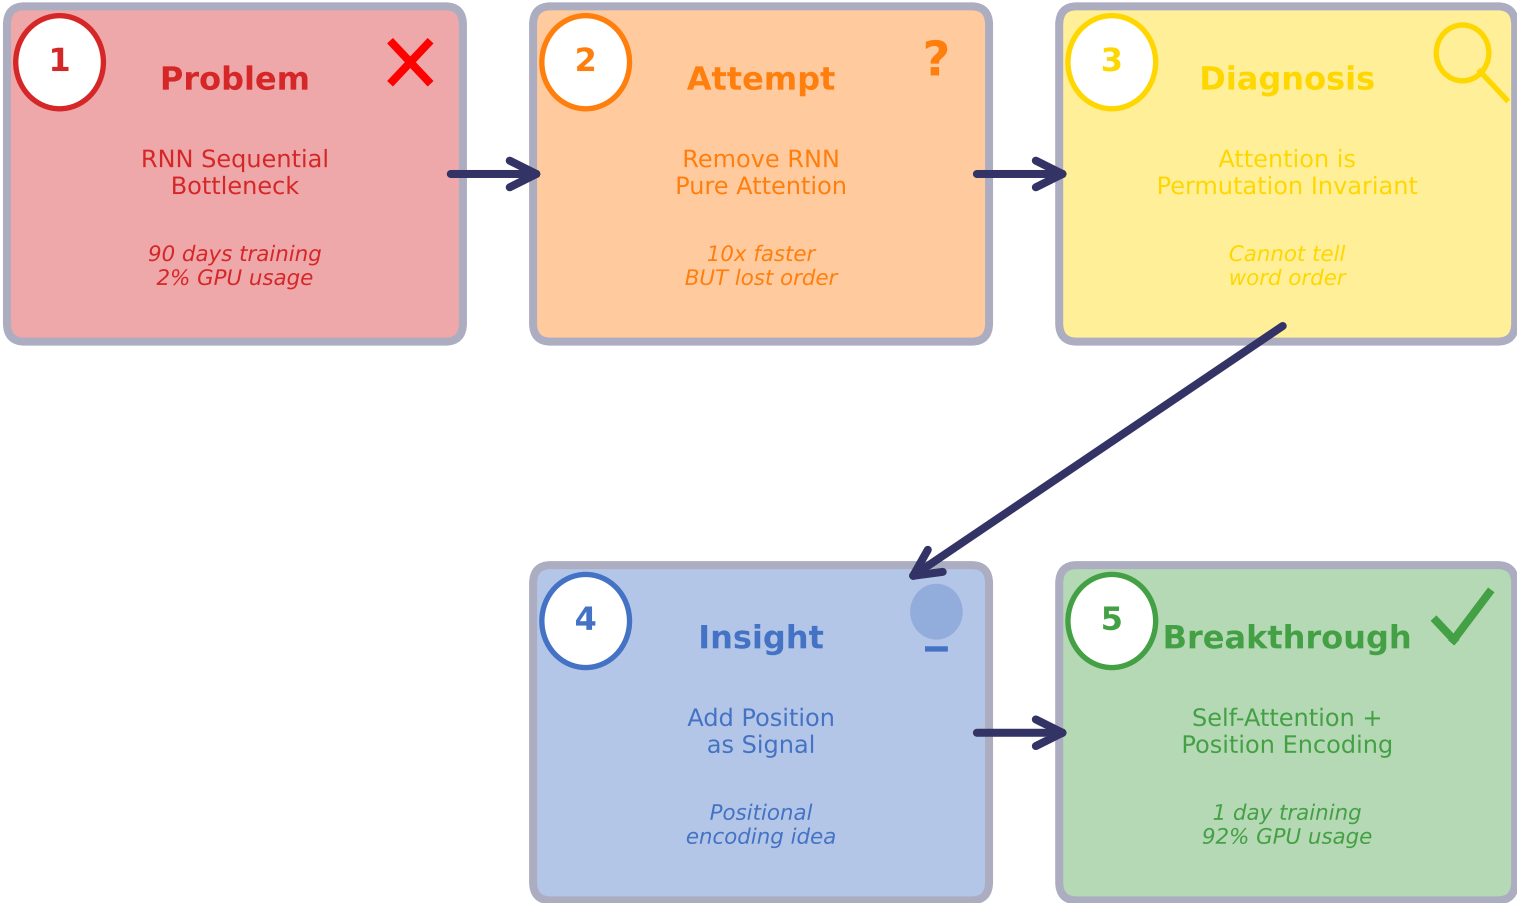 1
Problem
RNN Sequential
Bottleneck
90 days training
2% GPU usage
2
Attempt
?
Remove RNN
Pure Attention
10x faster
BUT lost order
3
Diagnosis
Attention is
Permutation Invariant
Cannot tell
word order
4
Insight
Add Position
as Signal
Positional
encoding idea
5
Breakthrough
Self-Attention +
Position Encoding
1 day training
92% GPU usage